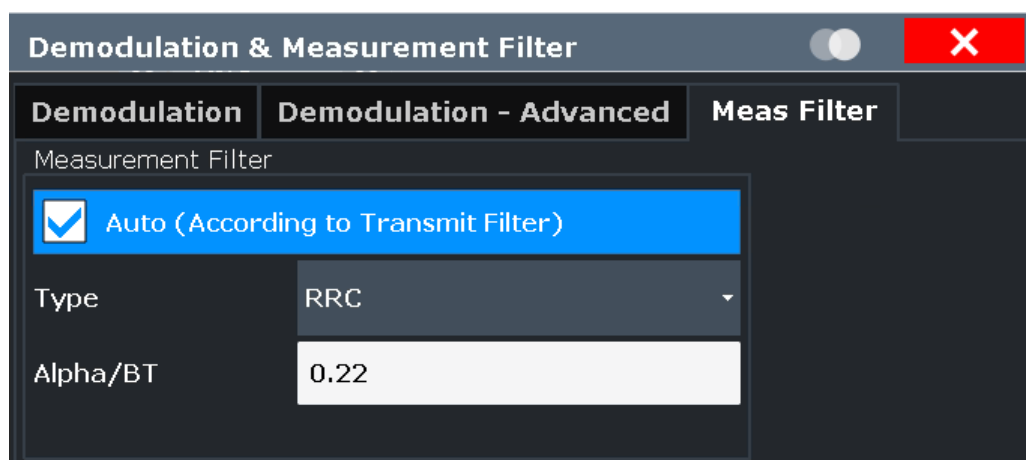 Demodulation & Measurement Filter
Demodulation
Demodulation - Advanced
Meas Filter
Measurement Filter
Auto (According to Transmit Filter)
Type
RRC
Alpha/BT
0.22